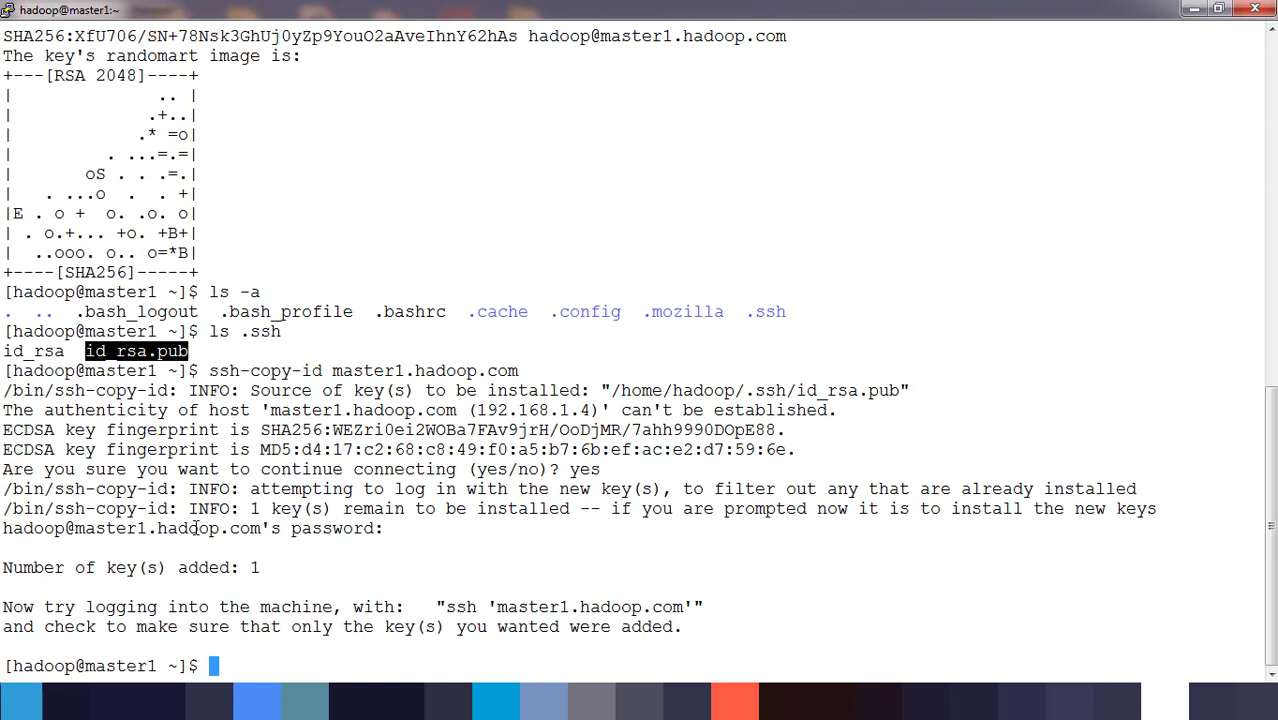 hadoop@master1:~
SHA256:XfU706/SN+78Nsk3GhUj0yZp9YouO2aAveIhnY62hAs hadoop@master1.hadoop.com
The key's randomart image is:
+---[RSA 2048]----+
|               .. |
|              .+..|
|             .* =o|
|          . ...=.=|
|        oS . . .=.|
|    . ...o  .  . +|
|E . o +  o. .o. o|
| . o.+... +o. +B+|
|  ..ooo. o.. o=*B|
+----[SHA256]-----+
[hadoop@master1 ~]$ ls -a
.  ..  .bash_logout  .bash_profile  .bashrc  .cache  .config  .mozilla  .ssh
[hadoop@master1 ~]$ ls .ssh
id_rsa  id_rsa.pub
[hadoop@master1 ~]$ ssh-copy-id master1.hadoop.com
/bin/ssh-copy-id: INFO: Source of key(s) to be installed: "/home/hadoop/.ssh/id_rsa.pub"
The authenticity of host 'master1.hadoop.com (192.168.1.4)' can't be established.
ECDSA key fingerprint is SHA256:WEZri0ei2WOBa7FAv9jrH/OoDjMR/7ahh9990DOpE88.
ECDSA key fingerprint is MD5:d4:17:c2:68:c8:49:f0:a5:b7:6b:ef:ac:e2:d7:59:6e.
Are you sure you want to continue connecting (yes/no)? yes
/bin/ssh-copy-id: INFO: attempting to log in with the new key(s), to filter out any that are already installed
/bin/ssh-copy-id: INFO: 1 key(s) remain to be installed -- if you are prompted now it is to install the new keys
hadoop@master1.hadoop.com's password:
Number of key(s) added: 1
Now try logging into the machine, with:   "ssh 'master1.hadoop.com'"
and check to make sure that only the key(s) you wanted were added.
[hadoop@master1 ~]$